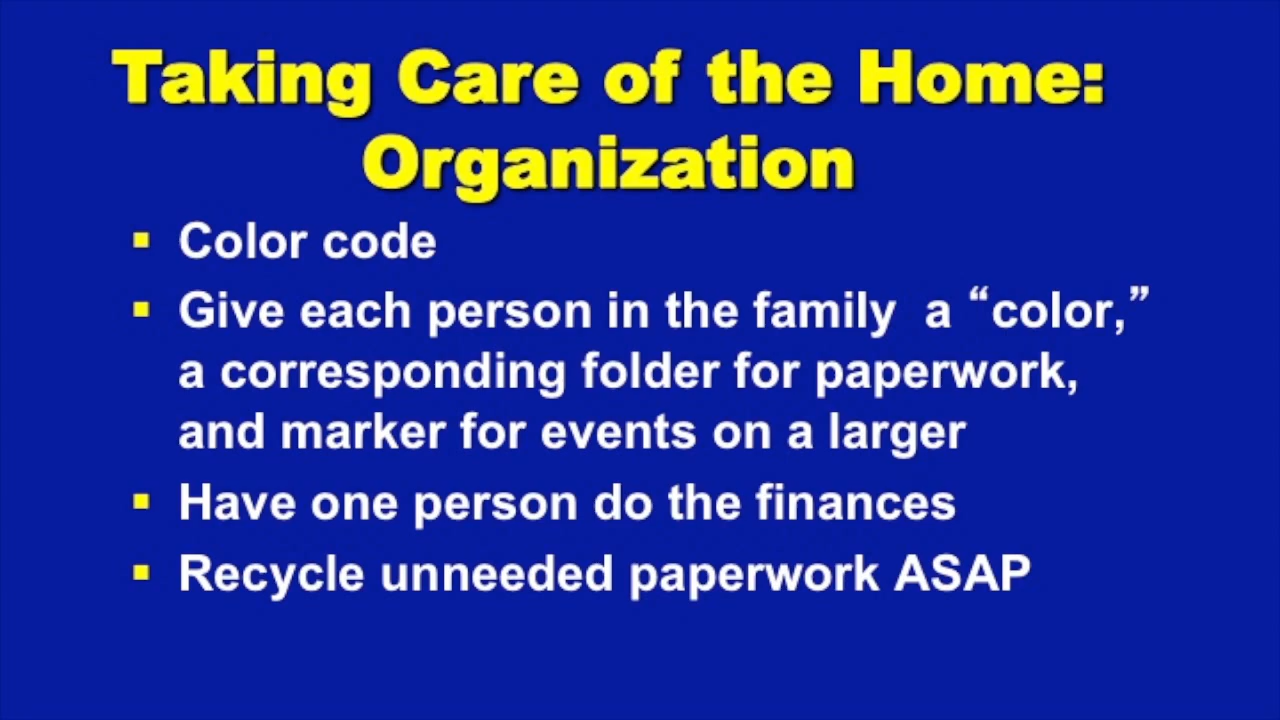 Taking Care of the Home:
Organization
▪ Color code
▪ Give each person in the family a “color,”
a corresponding folder for paperwork,
and marker for events on a larger
▪ Have one person do the finances
▪ Recycle unneeded paperwork ASAP